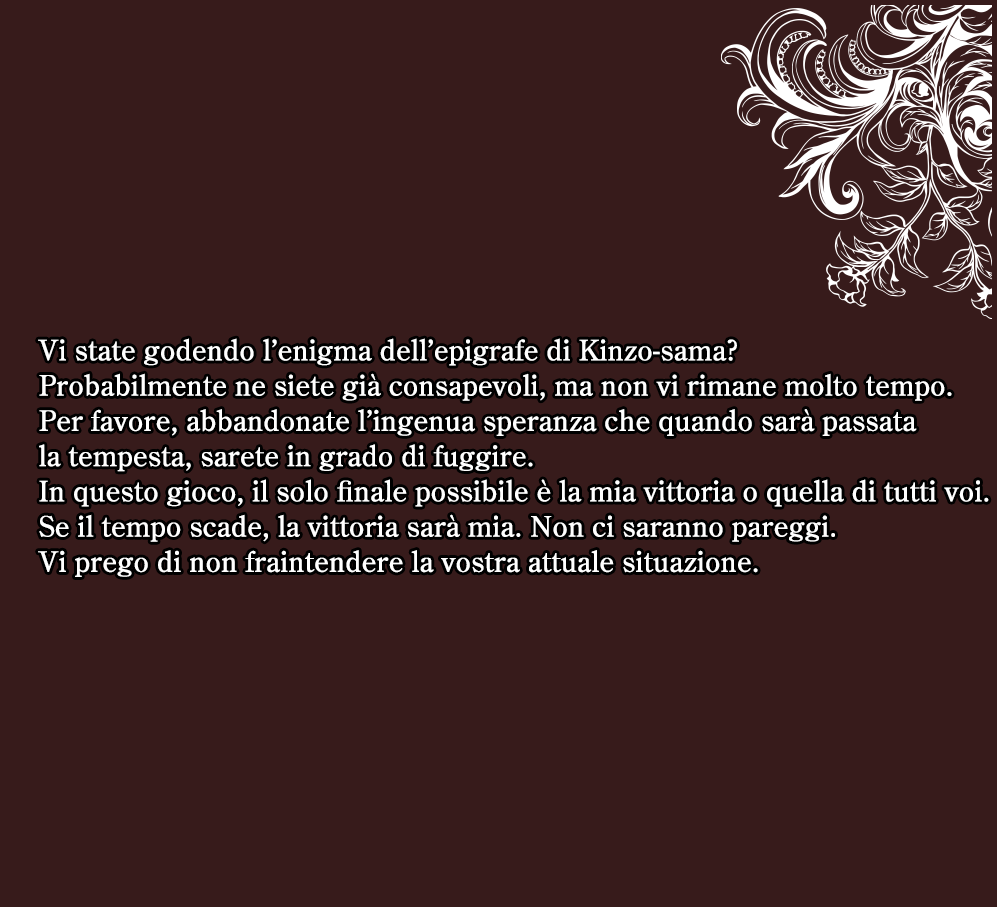 Vi state godendo l’enigma dell’epigrafe di Kinzo-sama?
Probabilmente ne siete già consapevoli, ma non vi rimane molto tempo.
Per favore, abbandonate l’ingenua speranza che quando sarà passata
la tempesta, sarete in grado di fuggire.
In questo gioco, il solo finale possibile è la mia vittoria o quella di tutti voi.
Se il tempo scade, la vittoria sarà mia. Non ci saranno pareggi.
Vi prego di non fraintendere la vostra attuale situazione.